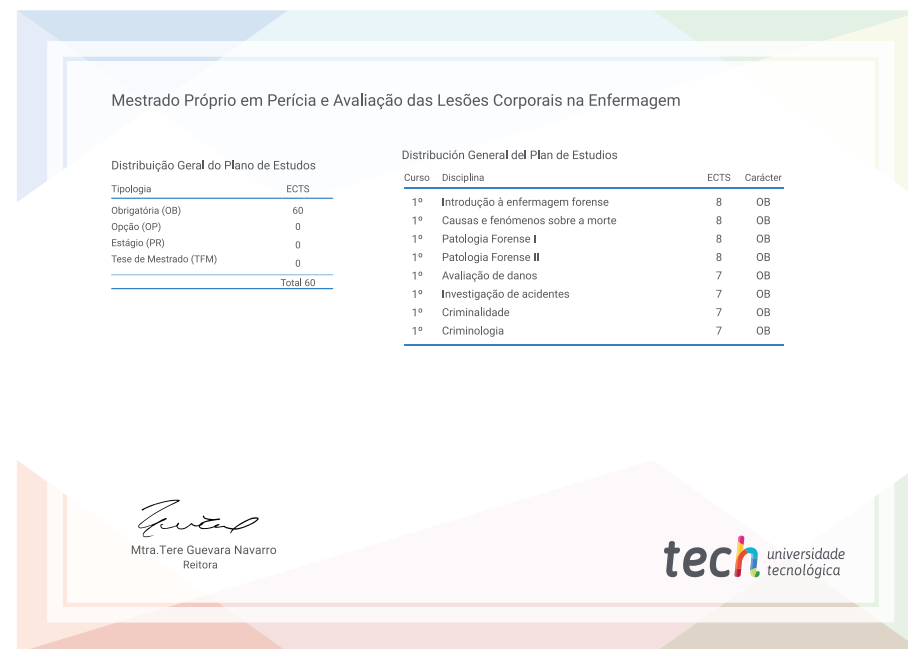 Mestrado Próprio em Perícia e Avaliação das Lesões Corporais na Enfermagem
Distribuição Geral do Plano de Estudos
Tipologia ECTS
Obrigatória (OB) 60
Opção (OP) 0
Estágio (PR) 0
Tese de Mestrado (TFM) 0
Total 60
Distribución General del Plan de Estudios
Curso Disciplina ECTS Carácter
1º Introdução à enfermagem forense 8 OB
1º Causas e fenómenos sobre a morte 8 OB
1º Patologia Forense I 8 OB
1º Patologia Forense II 8 OB
1º Avaliação de danos 7 OB
1º Investigação de acidentes 7 OB
1º Criminalidade 7 OB
1º Criminologia 7 OB
Mtra.Tere Guevara Navarro
Reitora
tech universidade
tecnológica